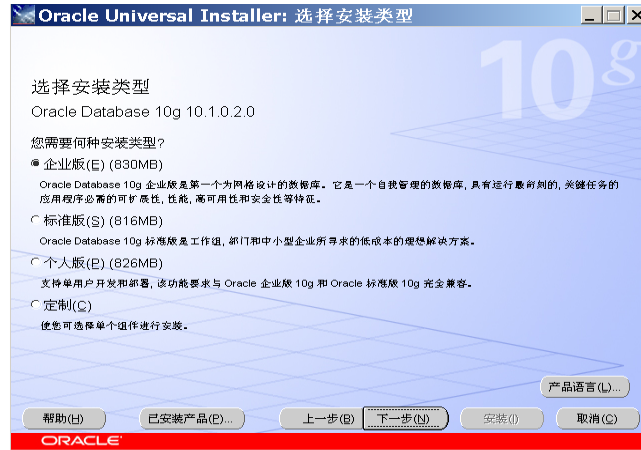 Oracle Universal Installer: 选择安装类型
10g
选择安装类型
Oracle Database 10g 10.1.0.2.0
您需要何种安装类型?
企业版(E) (830MB)
Oracle Database 10g 企业版是第一个为网格设计的数据库。它是一个自我管理的数据库, 具有运行最苛刻的, 关键任务的
应用程序必需的可扩展性, 性能, 高可用性和安全性等特征。
标准版(S) (816MB)
Oracle Database 10g 标准版是工作组, 部门和中小型企业所寻求的低成本的理想解决方案。
个人版(P) (826MB)
支持单用户开发和部署, 该功能要求与 Oracle 企业版 10g 和 Oracle 标准版 10g 完全兼容。
定制(C)
使您可选择单个组件进行安装。
产品语言(L)...
帮助(H) 已安装产品(P)... 上一步(B) 下一步(N) 安装(I) 取消(C)
ORACLE